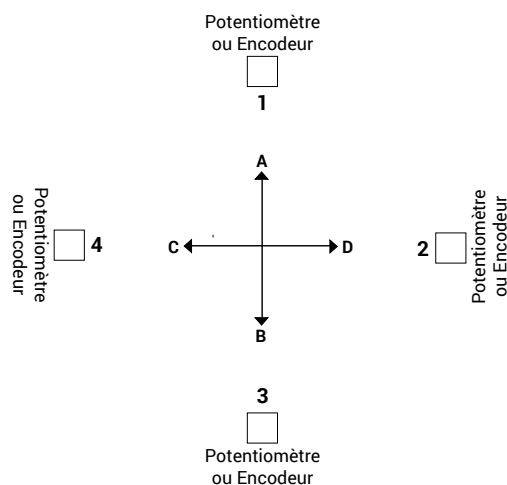 Potentiomètre
ou Encodeur
1
A
Potentiomètre
ou Encodeur
4
C
D
2
Potentiomètre
ou Encodeur
B
3
Potentiomètre
ou Encodeur